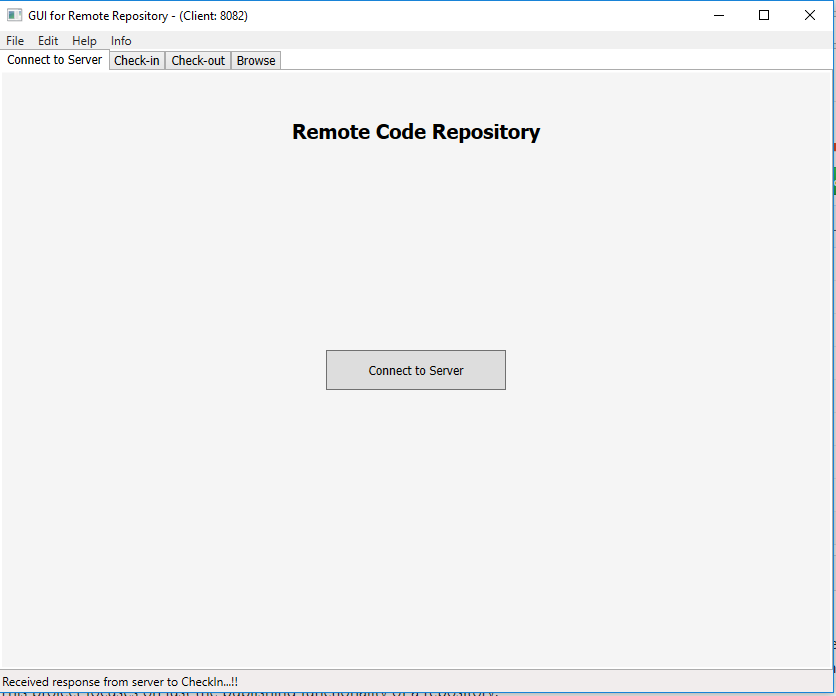 GUI for Remote Repository - (Client: 8082)
File Edit Help Info
Connect to Server Check-in Check-out Browse
Remote Code Repository
Connect to Server
Received response from server to CheckIn...!!